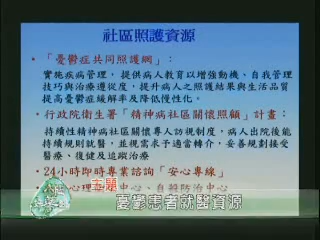 社區照護資源
•「憂鬱症共同照護網」：
實施疾病管理，提供病人教育以增強動機、自我管理
技巧與治療遵從度，提升病人之照護結果與生活品質
提高憂鬱症緩解率及降低慢性化。
•行政院衛生署「精神病社區關懷照顧」計畫：
持續性精神病社區關懷專人訪視制度，病人出院後能
持續規則就醫，並視需求予適當轉介，妥善規劃接受
醫療、復健及追蹤治療
•24小時即時專業諮詢「安心專線」
心理
自殺防治中心
主題
憂鬱患者就醫資源